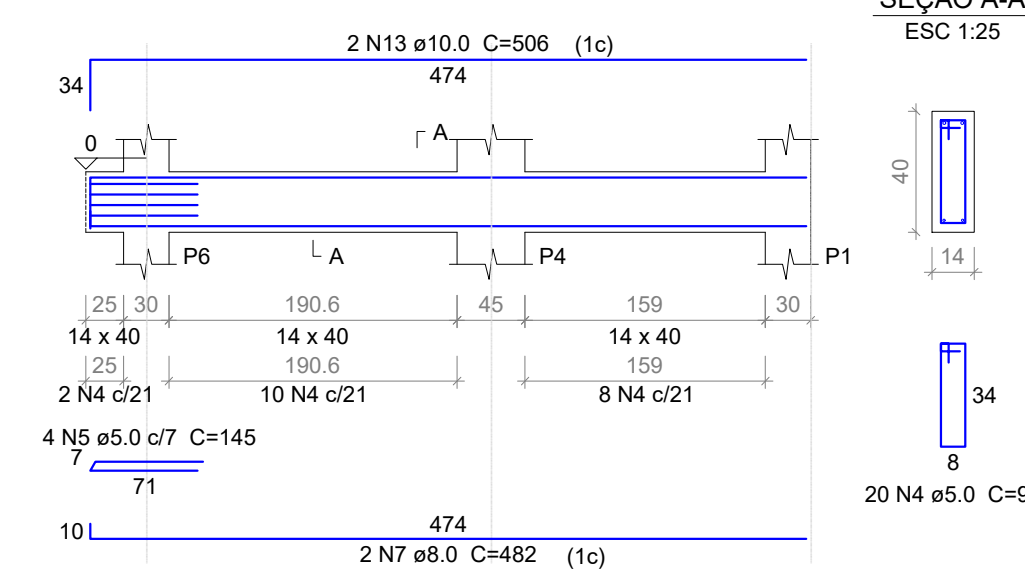 SEÇÃO A-A
ESC 1:25
2 N13 ø10.0 C=506 (1c)
34
474
0
A
A
P6
P4
P1
40
14
25 30 190.6 45 159 30
14 x 40 14 x 40 14 x 40
25 190.6 159
2 N4 c/21 10 N4 c/21 8 N4 c/21
34
8
20 N4 ø5.0 C=9
4 N5 ø5.0 c/7 C=145
7
71
10
474
2 N7 ø8.0 C=482 (1c)